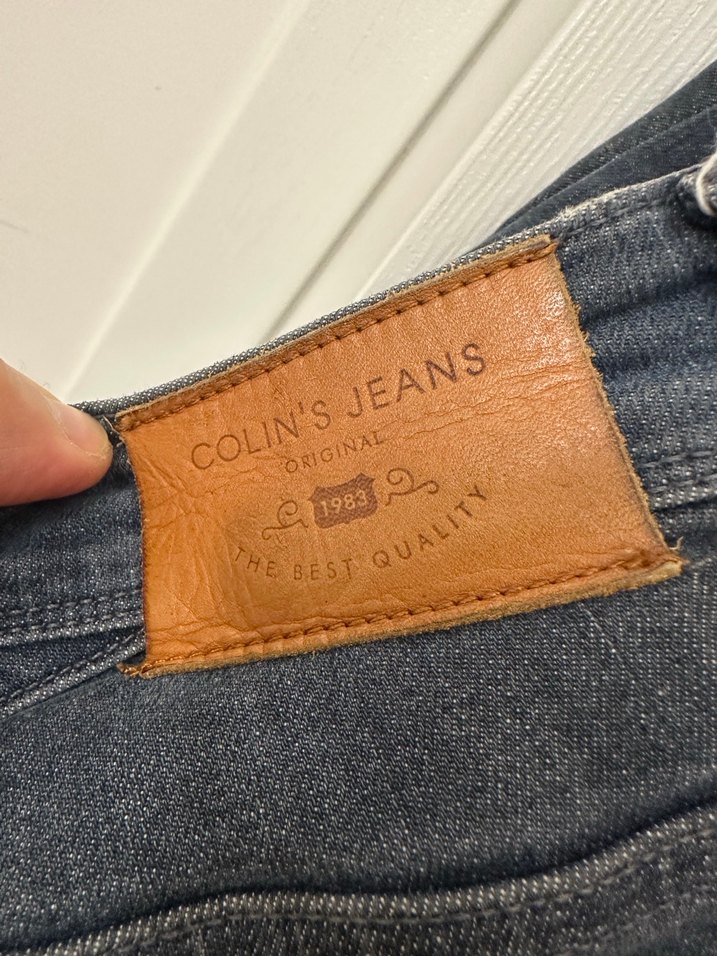 COLIN'S JEANS
ORIGINAL
1983
THE BEST QUALITY